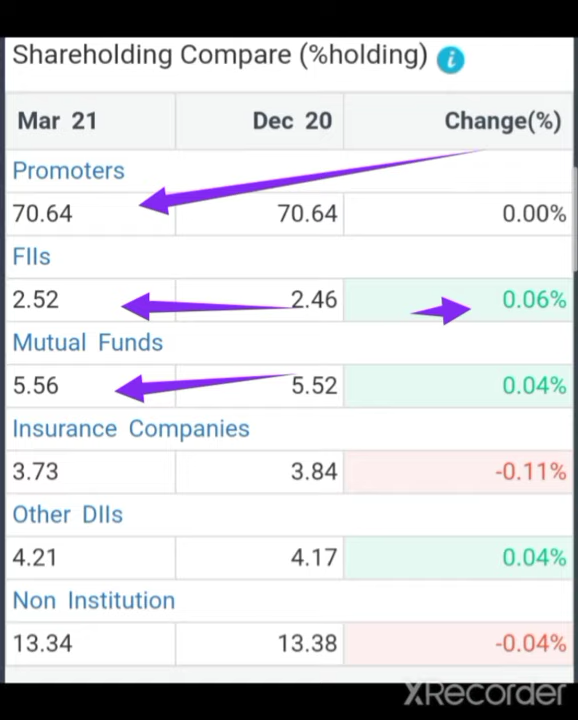 Shareholding Compare (%holding) i
Mar 21 Dec 20 Change(%)
Promoters
70.64 70.64 0.00%
FIIs
2.52 2.46 0.06%
Mutual Funds
5.56 5.52 0.04%
Insurance Companies
3.73 3.84 -0.11%
Other DIIs
4.21 4.17 0.04%
Non Institution
13.34 13.38 -0.04%
XRecorder